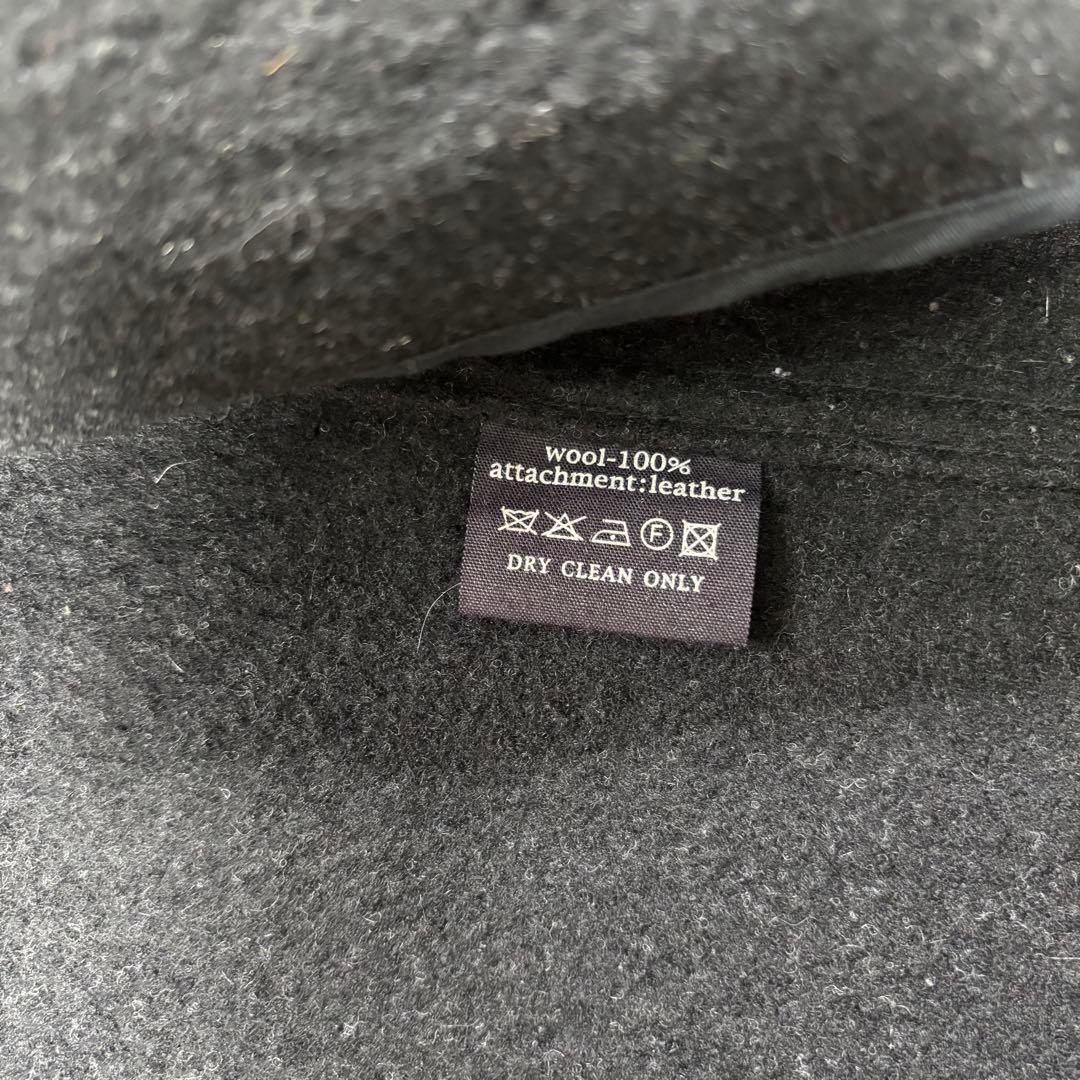 wool-100%
attachment:leather
F
DRY CLEAN ONLY